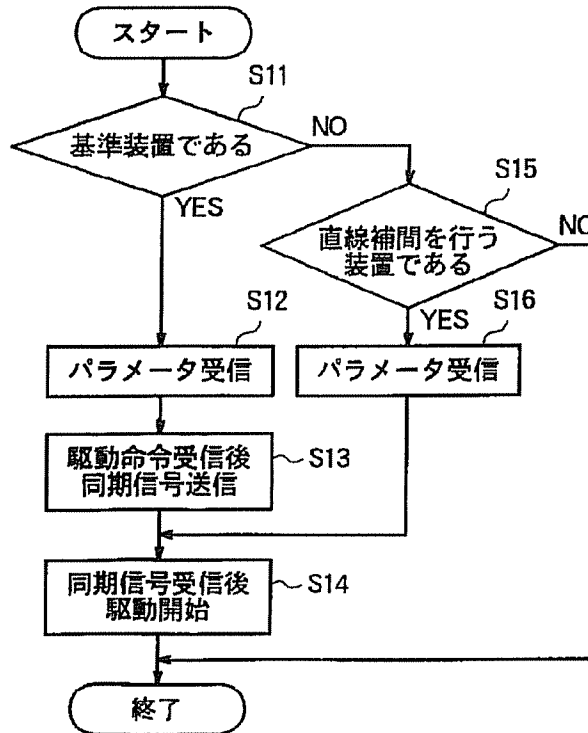 スタート
S11
基準装置である
NO
YES
S15
直線補間を行う
装置である
NO
YES
S12
パラメータ受信
S16
パラメータ受信
駆動命令受信後
同期信号送信
S13
同期信号受信後
駆動開始
S14
終了